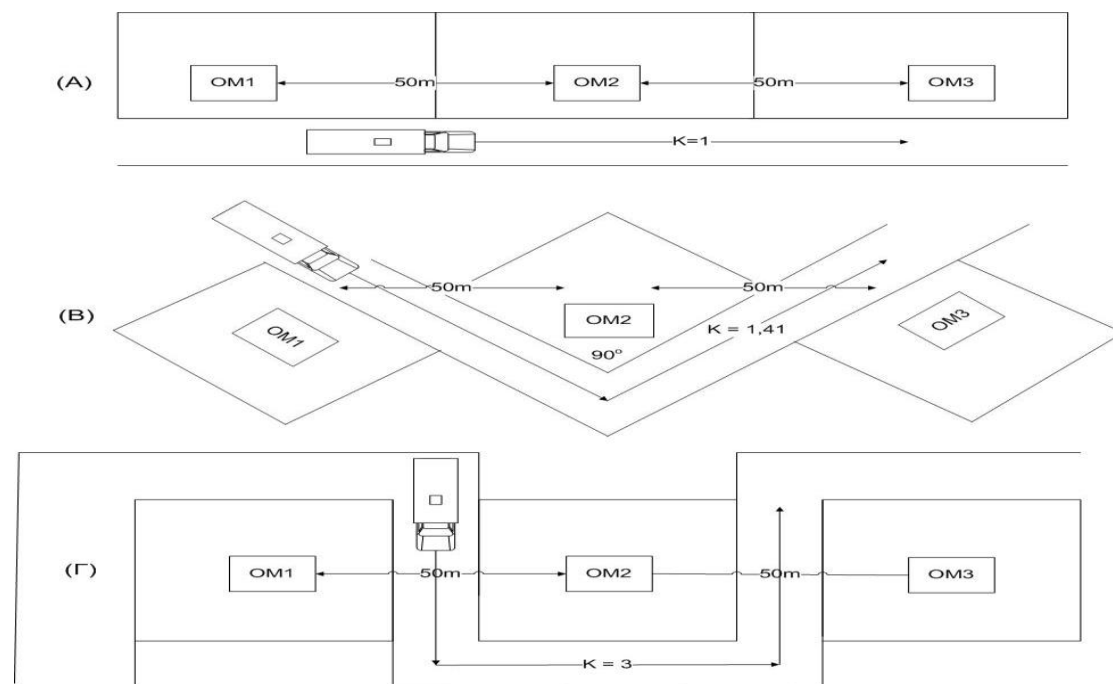 (A)
OM1
50m
OM2
50m
OM3
K=1
(B)
OM1
50m
OM2
50m
OM3
90°
K = 1,41
(Γ)
OM1
50m
OM2
50m
OM3
K = 3